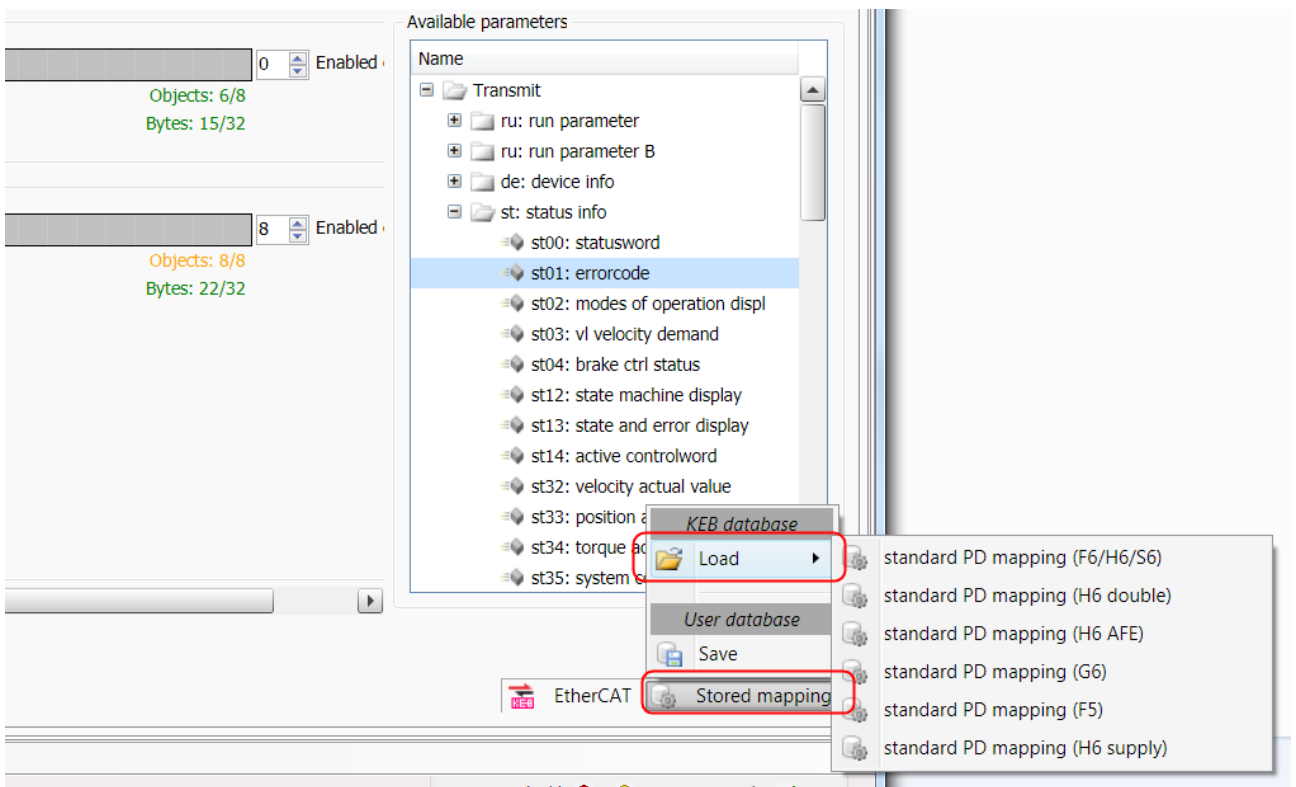 Available parameters
Name
0
Enabled
Objects: 6/8
Bytes: 15/32
8
Enabled
Objects: 8/8
Bytes: 22/32
Transmit
ru: run parameter
ru: run parameter B
de: device info
st: status info
st00: statusword
st01: errorcode
st02: modes of operation displ
st03: vl velocity demand
st04: brake ctrl status
st12: state machine display
st13: state and error display
st14: active controlword
st32: velocity actual value
st33: position
st34: torque
st35: system
KEB database
Load
User database
Save
Stored mapping
standard PD mapping (F6/H6/S6)
standard PD mapping (H6 double)
standard PD mapping (H6 AFE)
standard PD mapping (G6)
standard PD mapping (F5)
standard PD mapping (H6 supply)
KEB
EtherCAT